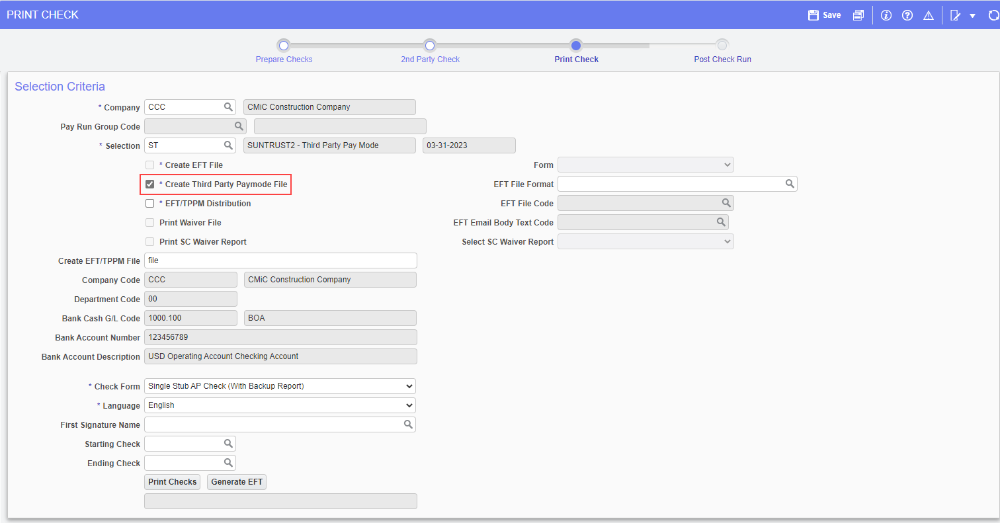 PRINT CHECK Save
Prepare Checks 2nd Party Check Print Check Post Check Run
Selection Criteria
* Company CCC CMiC Construction Company
Pay Run Group Code
* Selection ST SUNTRUST2 - Third Party Pay Mode 03-31-2023
* Create EFT File Form
* Create Third Party Paymode File EFT File Format
* EFT/TPPM Distribution EFT File Code
Print Waiver File EFT Email Body Text Code
Print SC Waiver Report Select SC Waiver Report
Create EFT/TPPM File file
Company Code CCC CMiC Construction Company
Department Code 00
Bank Cash G/L Code 1000.100 BOA
Bank Account Number 123456789
Bank Account Description USD Operating Account Checking Account
* Check Form Single Stub AP Check (With Backup Report)
* Language English
First Signature Name
Starting Check
Ending Check
Print Checks Generate EFT